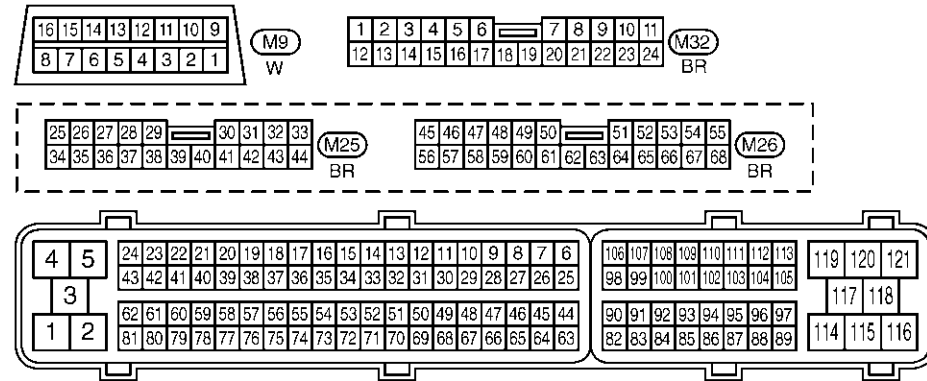 16 15 14 13 12 11 10 9
8 7 6 5 4 3 2 1
M9
W
1 2 3 4 5 6 7 8 9 10 11
12 13 14 15 16 17 18 19 20 21 22 23 24
M32
BR
25 26 27 28 29 30 31 32 33
34 35 36 37 38 39 40 41 42 43 44
M25
BR
45 46 47 48 49 50 51 52 53 54 55
56 57 58 59 60 61 62 63 64 65 66 67 68
M26
BR
4 5
3
1 2
24 23 22 21 20 19 18 17 16 15 14 13 12 11 10 9 8 7 6
43 42 41 40 39 38 37 36 35 34 33 32 31 30 29 28 27 26 25
62 61 60 59 58 57 56 55 54 53 52 51 50 49 48 47 46 45 44
81 80 79 78 77 76 75 74 73 72 71 70 69 68 67 66 65 64 63
106 107 108 109 110 111 112 113
98 99 100 101 102 103 104 105
90 91 92 93 94 95 96 97
82 83 84 85 86 87 88 89
119 120 121
117 118
114 115 116